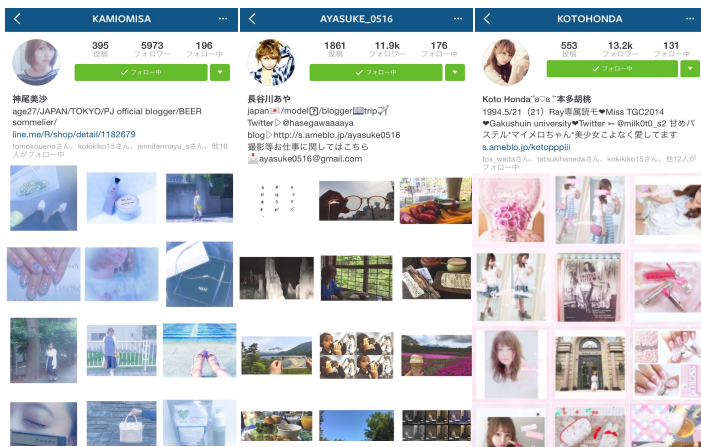 KAMIOMISA
395
5973
196
投稿
フォロワー
フォロー中
✓ フォロー中
神尾美沙
age27/JAPAN/TOKYO/PJ official blogger/BEER
sommelier/
line.me/R/shop/detail/1182679
tomokouenoさん、kokikiko15さん、jennifermayu_sさん、他16
人がフォロー中
AYASUKE_0516
1861
11.9k
176
投稿
フォロワー
フォロー中
✓ フォロー中
長谷川あや
japan🇯🇵/model?/blogger📖trip
Twitter▷@hasegawaaaaya
blog▷http://s.ameblo.jp/ayasuke0516
撮影等お仕事に関してはこちら
📩ayasuke0516@gmail.com
KOTOHONDA
553
13.2k
131
投稿
フォロワー
フォロー中
✓ フォロー中
Koto Honda¨ຣ♡ຣ¨本多胡桃
1994.5/21（21）Ray専属読モ❤Miss TGC2014
❤Gakushuin university❤Twitter ➳ @milk0t0_s2 甘めパ
ステル*マイメロちゃん*美少女こよなく愛してます
s.ameblo.jp/kotopppiii
fox_wadaさん、tatsukihanedaさん、kokikiko15さん、他12人が
フォロー中